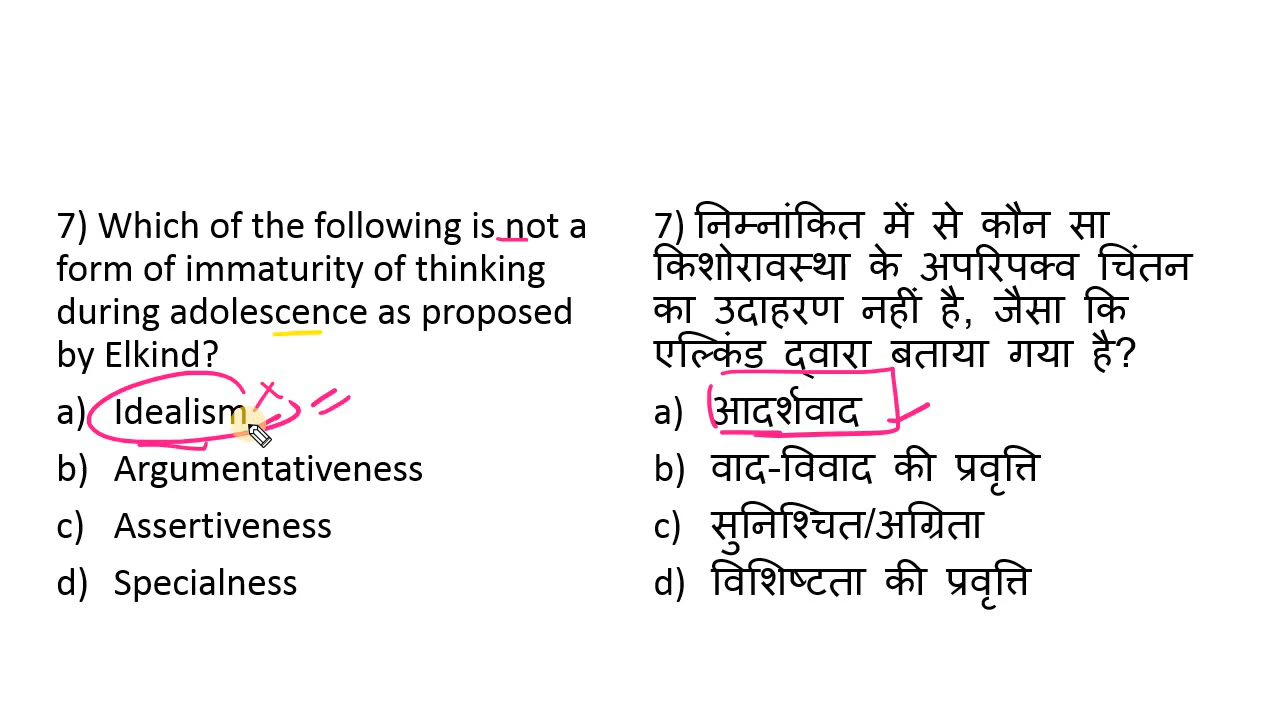 7) Which of the following is not a
form of immaturity of thinking
during adolescence as proposed
by Elkind?
a) Idealism
b) Argumentativeness
c) Assertiveness
d) Specialness
7) निम्नांकित में से कौन सा
किशोरावस्था के अपरिपक्व चिंतन
का उदाहरण नहीं है, जैसा कि
एल्किंड द्वारा बताया गया है?
a) आदर्शवाद
b) वाद-विवाद की प्रवृत्ति
c) सुनिश्चित/अग्रिता
d) विशिष्टता की प्रवृत्ति